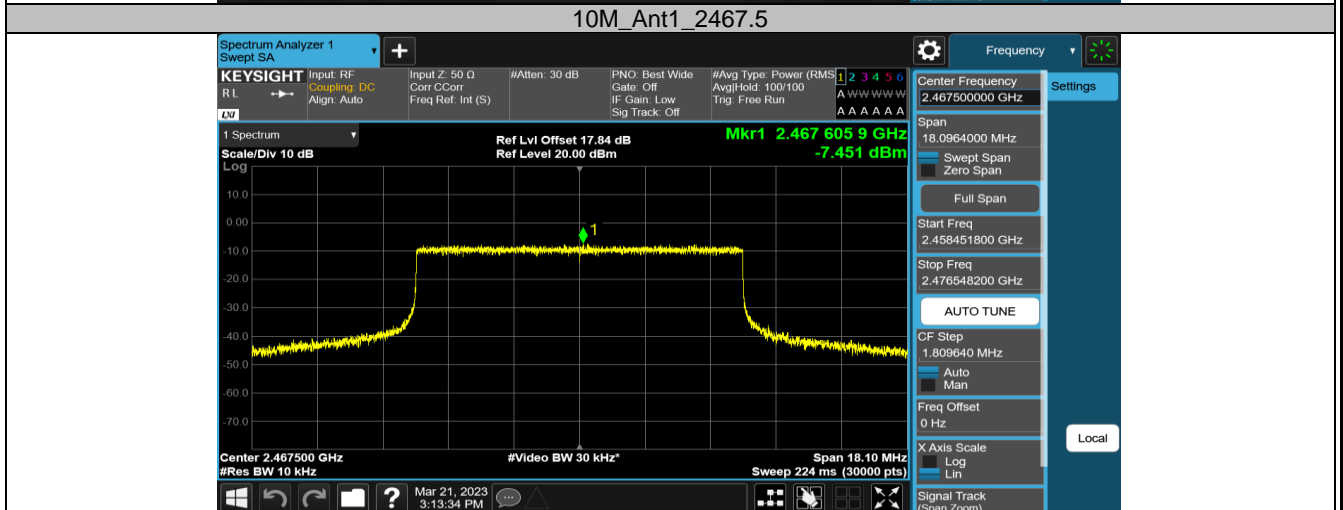 10M_Ant1_2467.5
Spectrum Analyzer 1
Swept SA
+
Frequency
KEYSIGHT
R L
LXI
Input: RF
Coupling: DC
Align: Auto
Input Z: 50 Ω
Corr CCorr
Freq Ref: Int (S)
#Atten: 30 dB
PNO: Best Wide
Gate: Off
IF Gain: Low
Sig Track: Off
#Avg Type: Power (RMS
Avg|Hold: 100/100
Trig: Free Run
1 2 3 4 5 6
A W W W W W
A A A A A A
1 Spectrum
Scale/Div 10 dB
Log
Ref Lvl Offset 17.84 dB
Ref Level 20.00 dBm
Mkr1 2.467 605 9 GHz
-7.451 dBm
10.0
0.00
-10.0
-20.0
-30.0
-40.0
-50.0
-60.0
-70.0
1
Center 2.467500 GHz
#Res BW 10 kHz
#Video BW 30 kHz*
Span 18.10 MHz
Sweep 224 ms (30000 pts)
Center Frequency
2.467500000 GHz
Settings
Span
18.0964000 MHz
Swept Span
Zero Span
Full Span
Start Freq
2.458451800 GHz
Stop Freq
2.476548200 GHz
AUTO TUNE
CF Step
1.809640 MHz
Auto
Man
Freq Offset
0 Hz
X Axis Scale
Log
Lin
Local
Signal Track
(Span Zoom)
?
Mar 21, 2023
3:13:34 PM